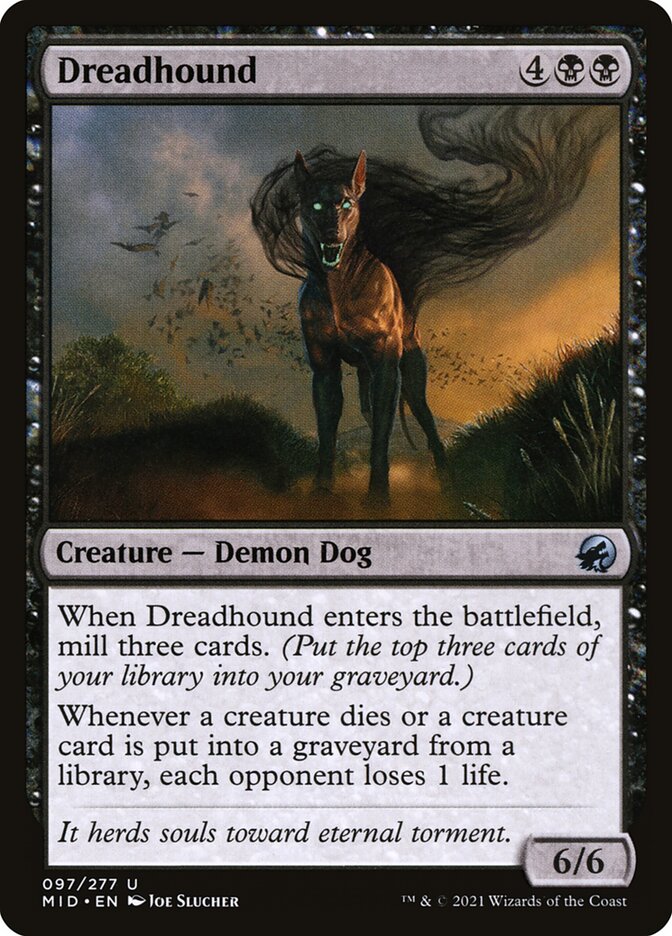 Dreadhound 4
Creature — Demon Dog
When Dreadhound enters the battlefield,
mill three cards. (Put the top three cards of
your library into your graveyard.)
Whenever a creature dies or a creature
card is put into a graveyard from a
library, each opponent loses 1 life.
It herds souls toward eternal torment.
6/6
097/277 U
MID • EN Joe Slucher ™ & © 2021 Wizards of the Coast